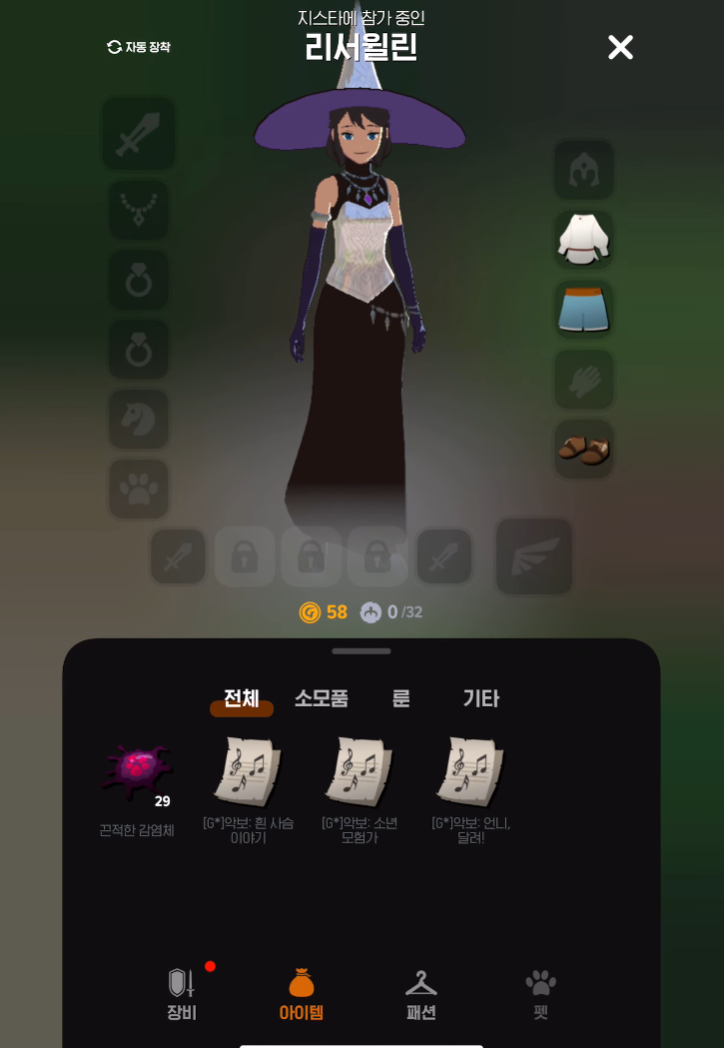 지스타에 참가 중인
자동 장착
리서윌린
58
0/32
전체
소모품
룬
기타
29
끈적한 감염체
[G*]악보: 흰 사슴
이야기
[G*]악보: 소년
모험가
[G*]악보: 언니,
달려!
장비
아이템
패션
펫